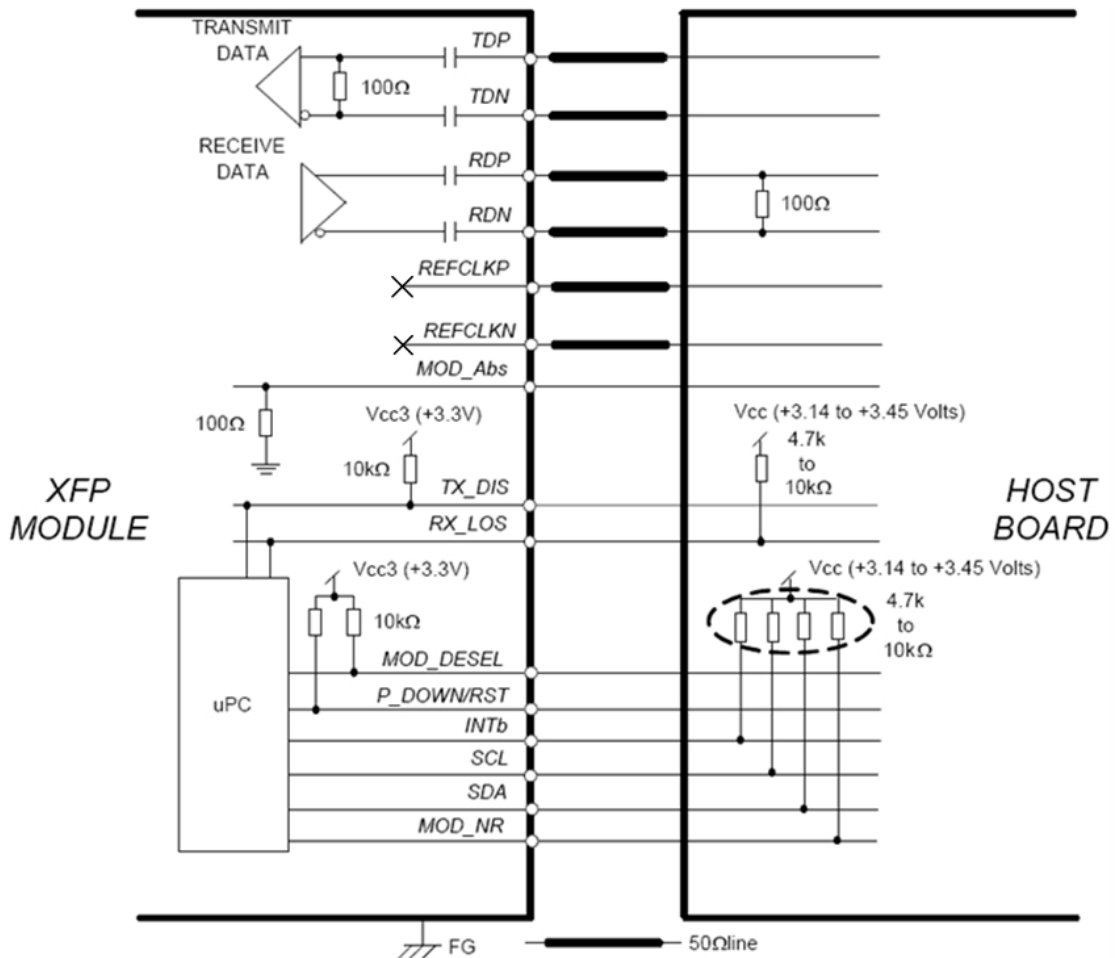 TRANSMIT
DATA
TDP
100Ω
TDN
RECEIVE
DATA
RDP
RDN
100Ω
REFCLKP
REFCLKN
MOD_Abs
100Ω
Vcc3 (+3.3V)
10kΩ
Vcc (+3.14 to +3.45 Volts)
4.7k
to
10kΩ
XFP
MODULE
TX_DIS
RX_LOS
HOST
BOARD
Vcc3 (+3.3V)
10kΩ
Vcc (+3.14 to +3.45 Volts)
4.7k
to
10kΩ
uPC
MOD_DESEL
P_DOWN/RST
INTb
SCL
SDA
MOD_NR
FG
50Ωline